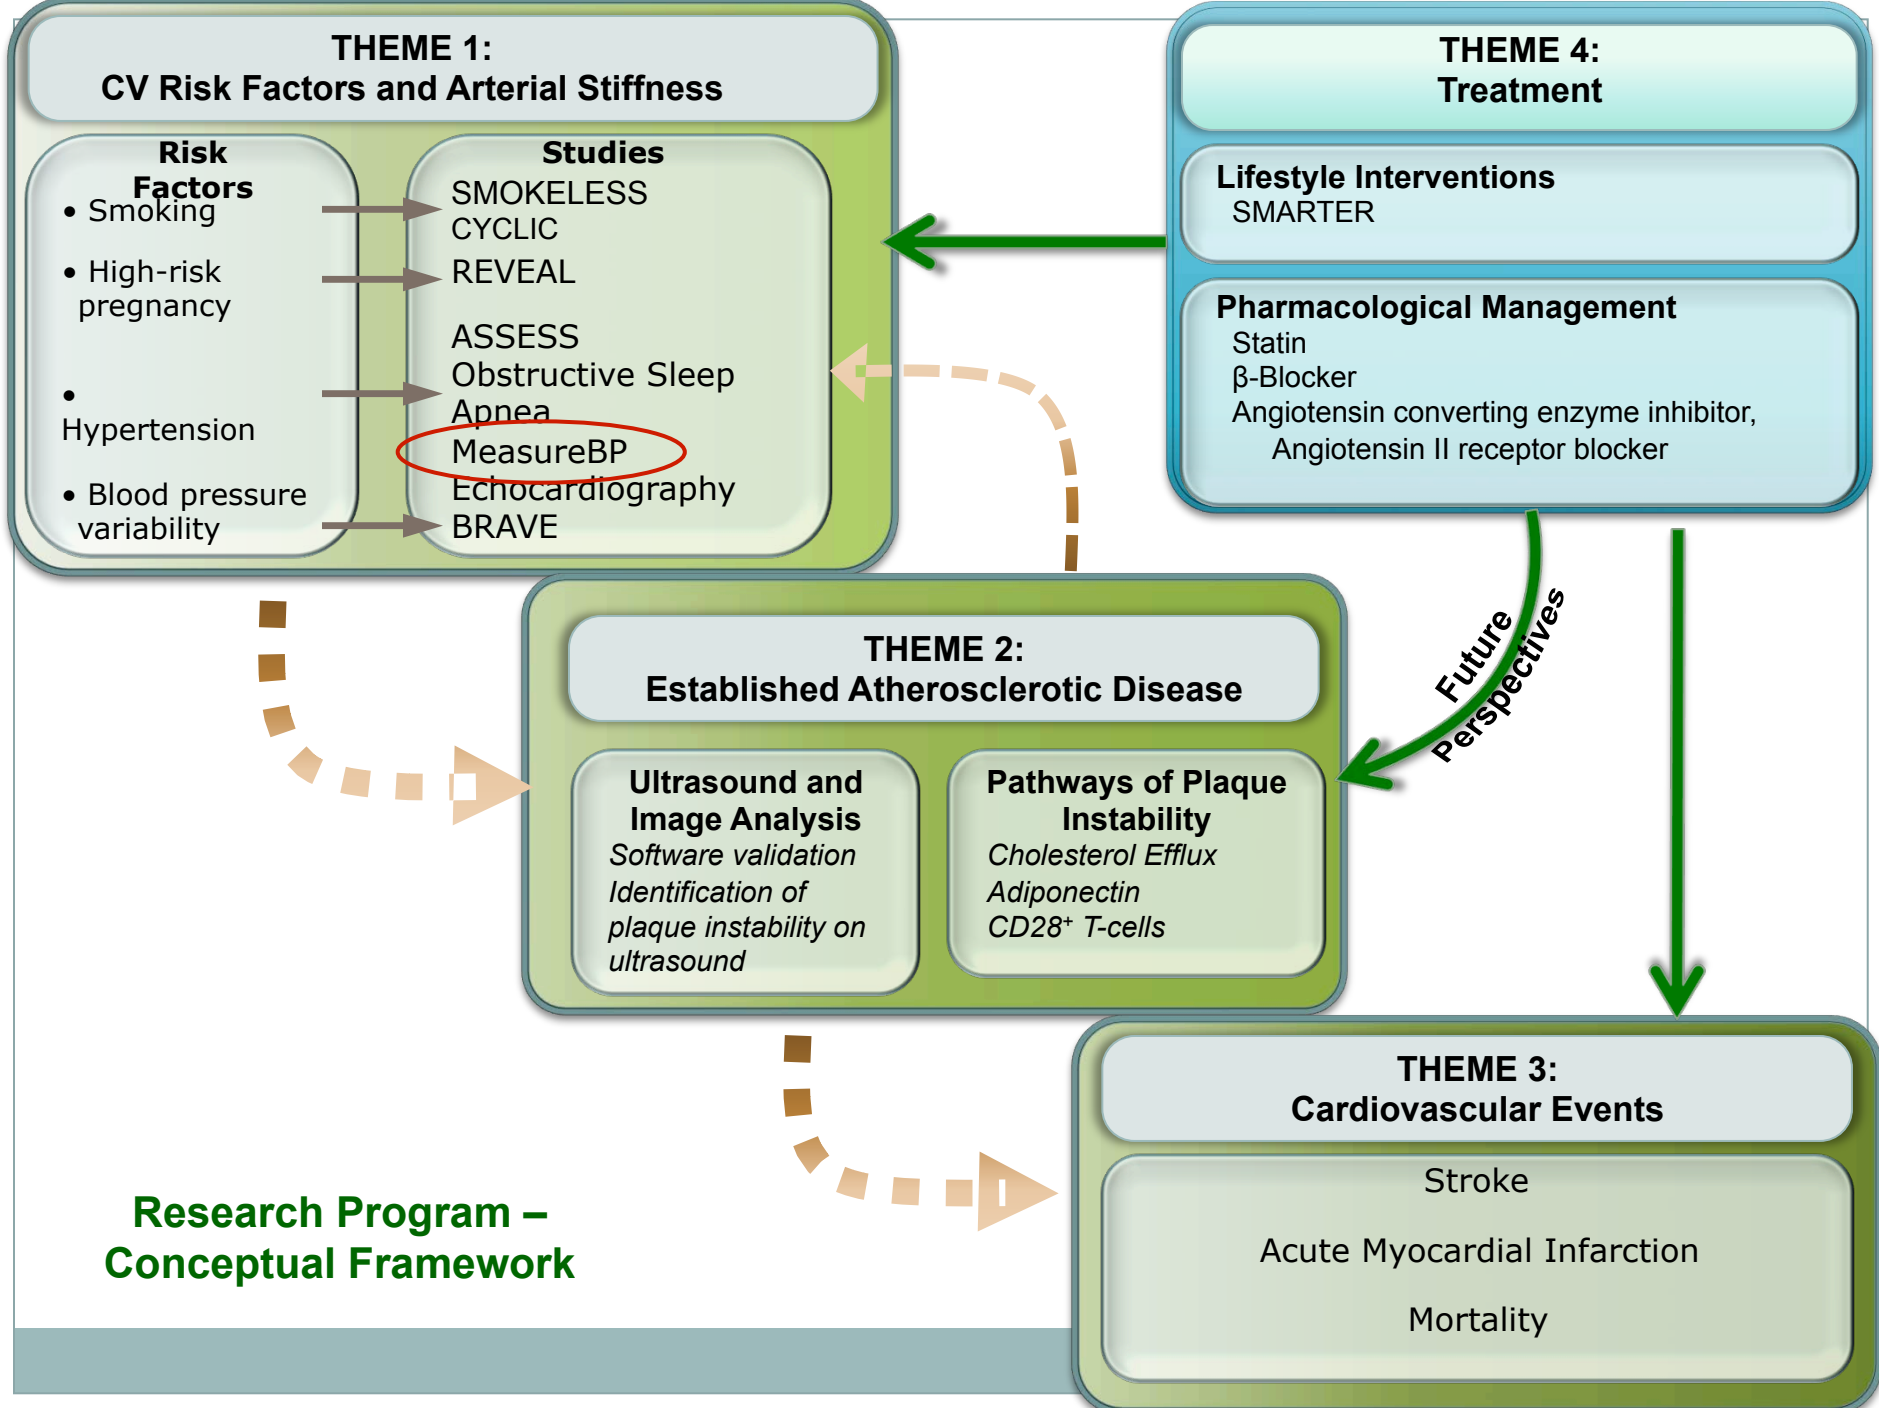 THEME 1:
CV Risk Factors and Arterial Stiffness
Risk
Factors
• Smoking
• High-risk
pregnancy
•
Hypertension
• Blood pressure
variability
Studies
SMOKELESS
CYCLIC
REVEAL
ASSESS
Obstructive Sleep
Apnea
MeasureBP
Echocardiography
BRAVE
THEME 4:
Treatment
Lifestyle Interventions
SMARTER
Pharmacological Management
Statin
β-Blocker
Angiotensin converting enzyme inhibitor,
Angiotensin II receptor blocker
Future
Perspectives
THEME 2:
Established Atherosclerotic Disease
Ultrasound and
Image Analysis
Software validation
Identification of
plaque instability on
ultrasound
Pathways of Plaque
Instability
Cholesterol Efflux
Adiponectin
CD28⁺ T-cells
THEME 3:
Cardiovascular Events
Stroke
Acute Myocardial Infarction
Mortality
Research Program –
Conceptual Framework